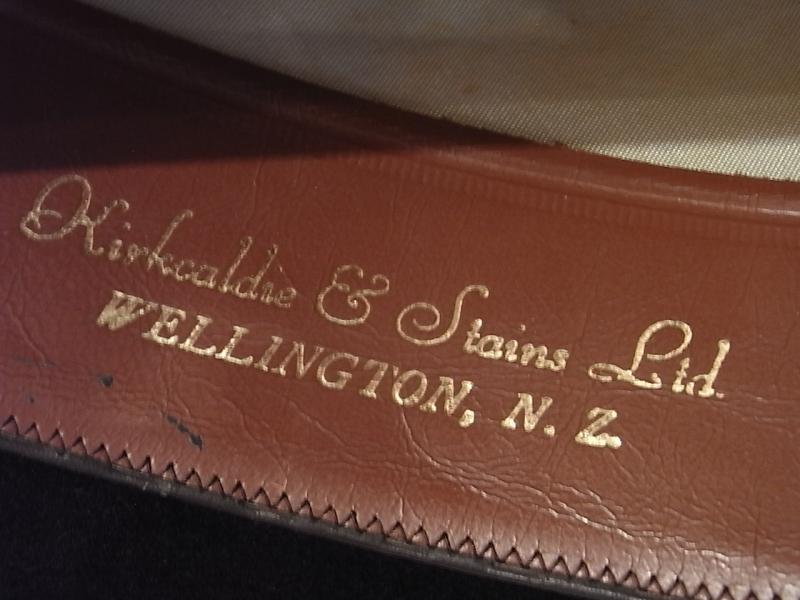 Kirkcaldie & Stains Ltd.
WELLINGTON, N. Z.